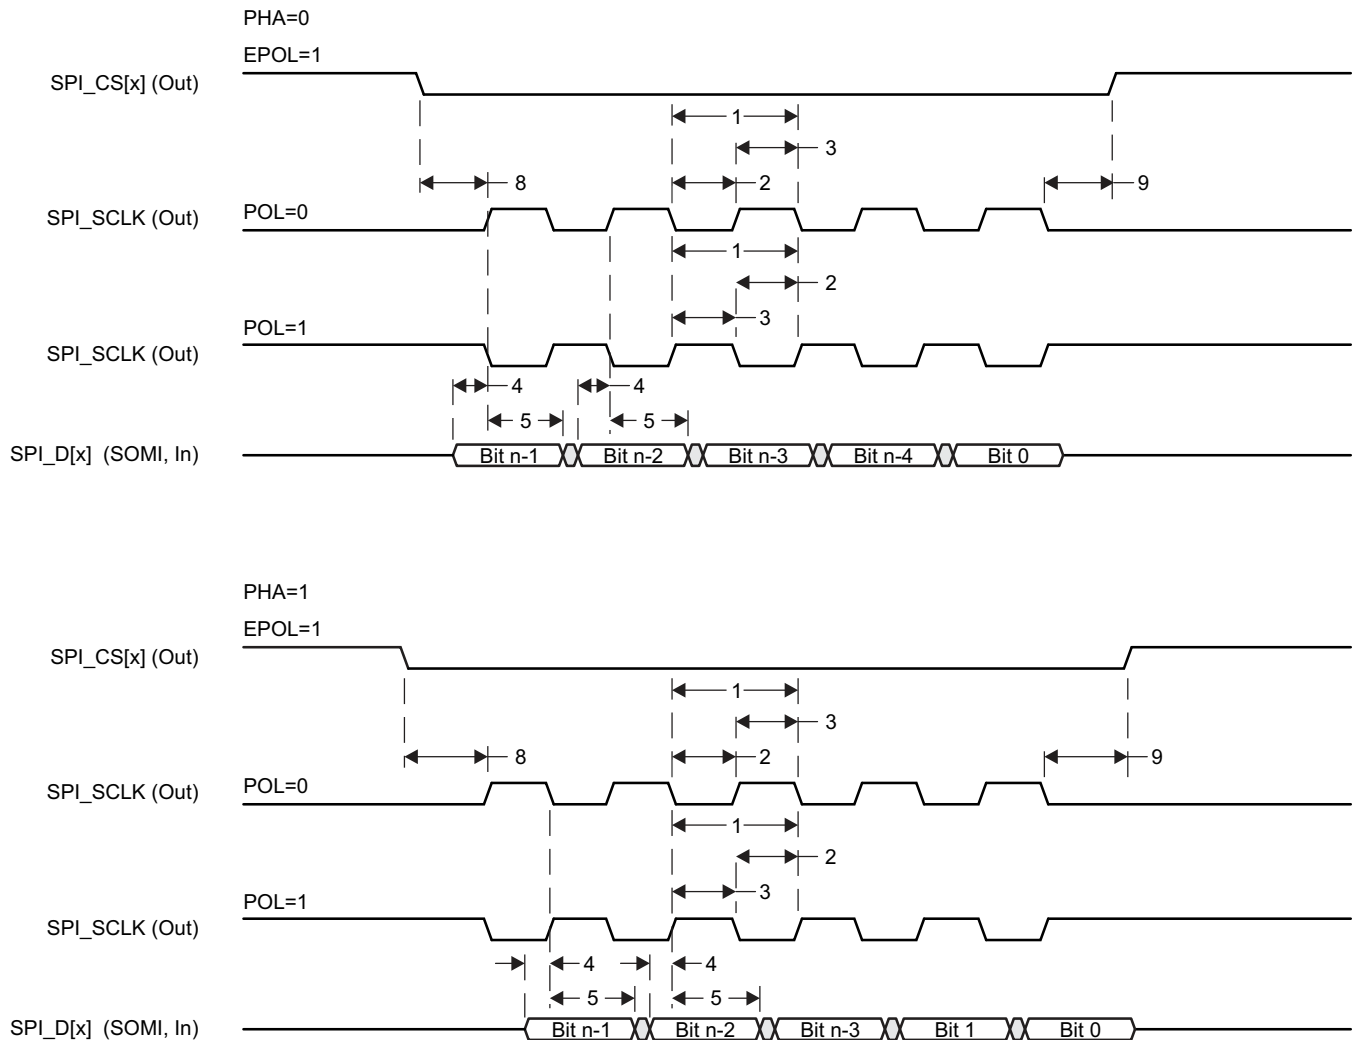 PHA=0
EPOL=1
SPI_CS[x] (Out)
1
3
8
2
9
POL=0
SPI_SCLK (Out)
1
2
3
POL=1
SPI_SCLK (Out)
4
4
5
5
SPI_D[x] (SOMI, In)
Bit n-1
Bit n-2
Bit n-3
Bit n-4
Bit 0
PHA=1
EPOL=1
SPI_CS[x] (Out)
1
3
8
2
9
POL=0
SPI_SCLK (Out)
1
2
3
POL=1
SPI_SCLK (Out)
4
4
5
5
SPI_D[x] (SOMI, In)
Bit n-1
Bit n-2
Bit n-3
Bit 1
Bit 0